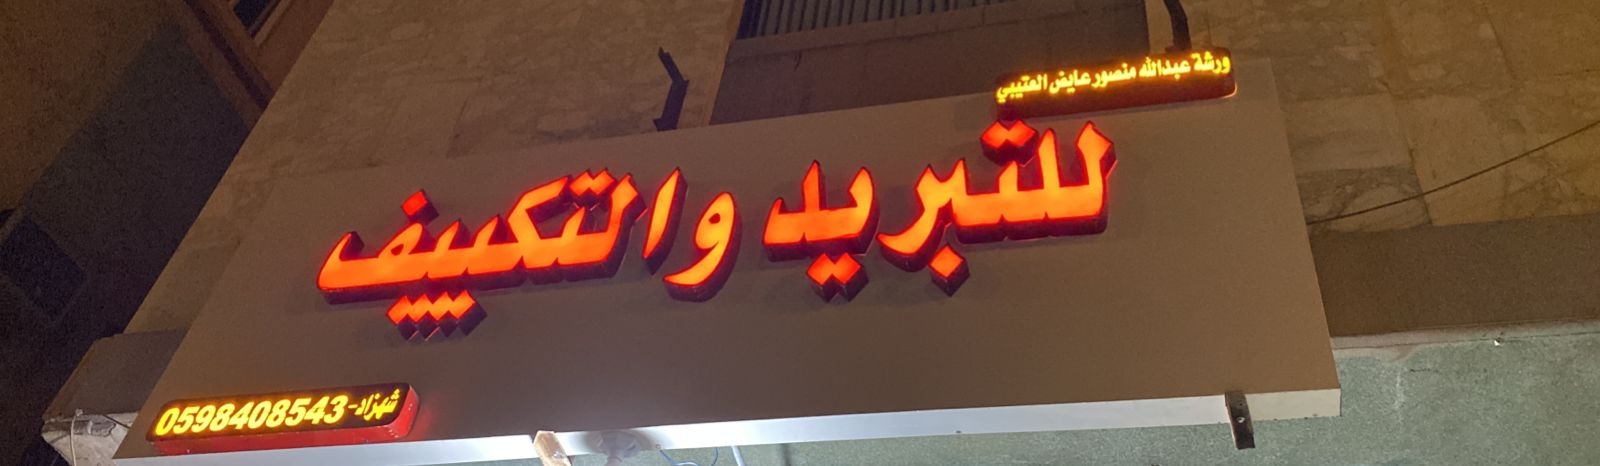 ورشة عبدالله منصور عايض العتيبي
للتبريد والتكييف
شهزاد-0598408543